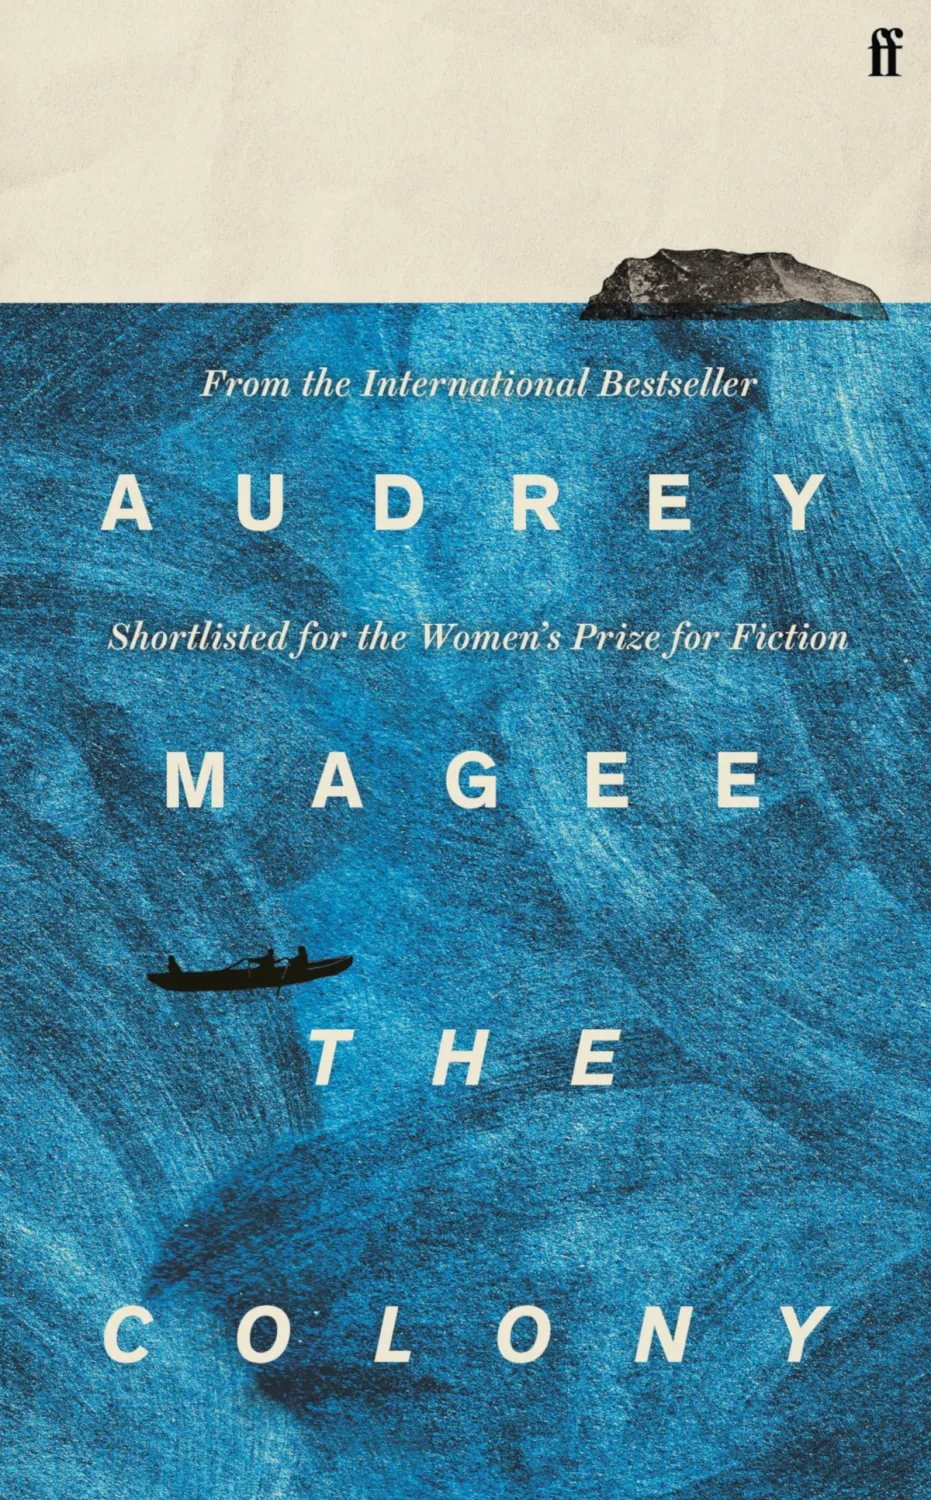 ff
From the International Bestseller
AUDREY
Shortlisted for the Women's Prize for Fiction
MAGEE
THE
COLONY